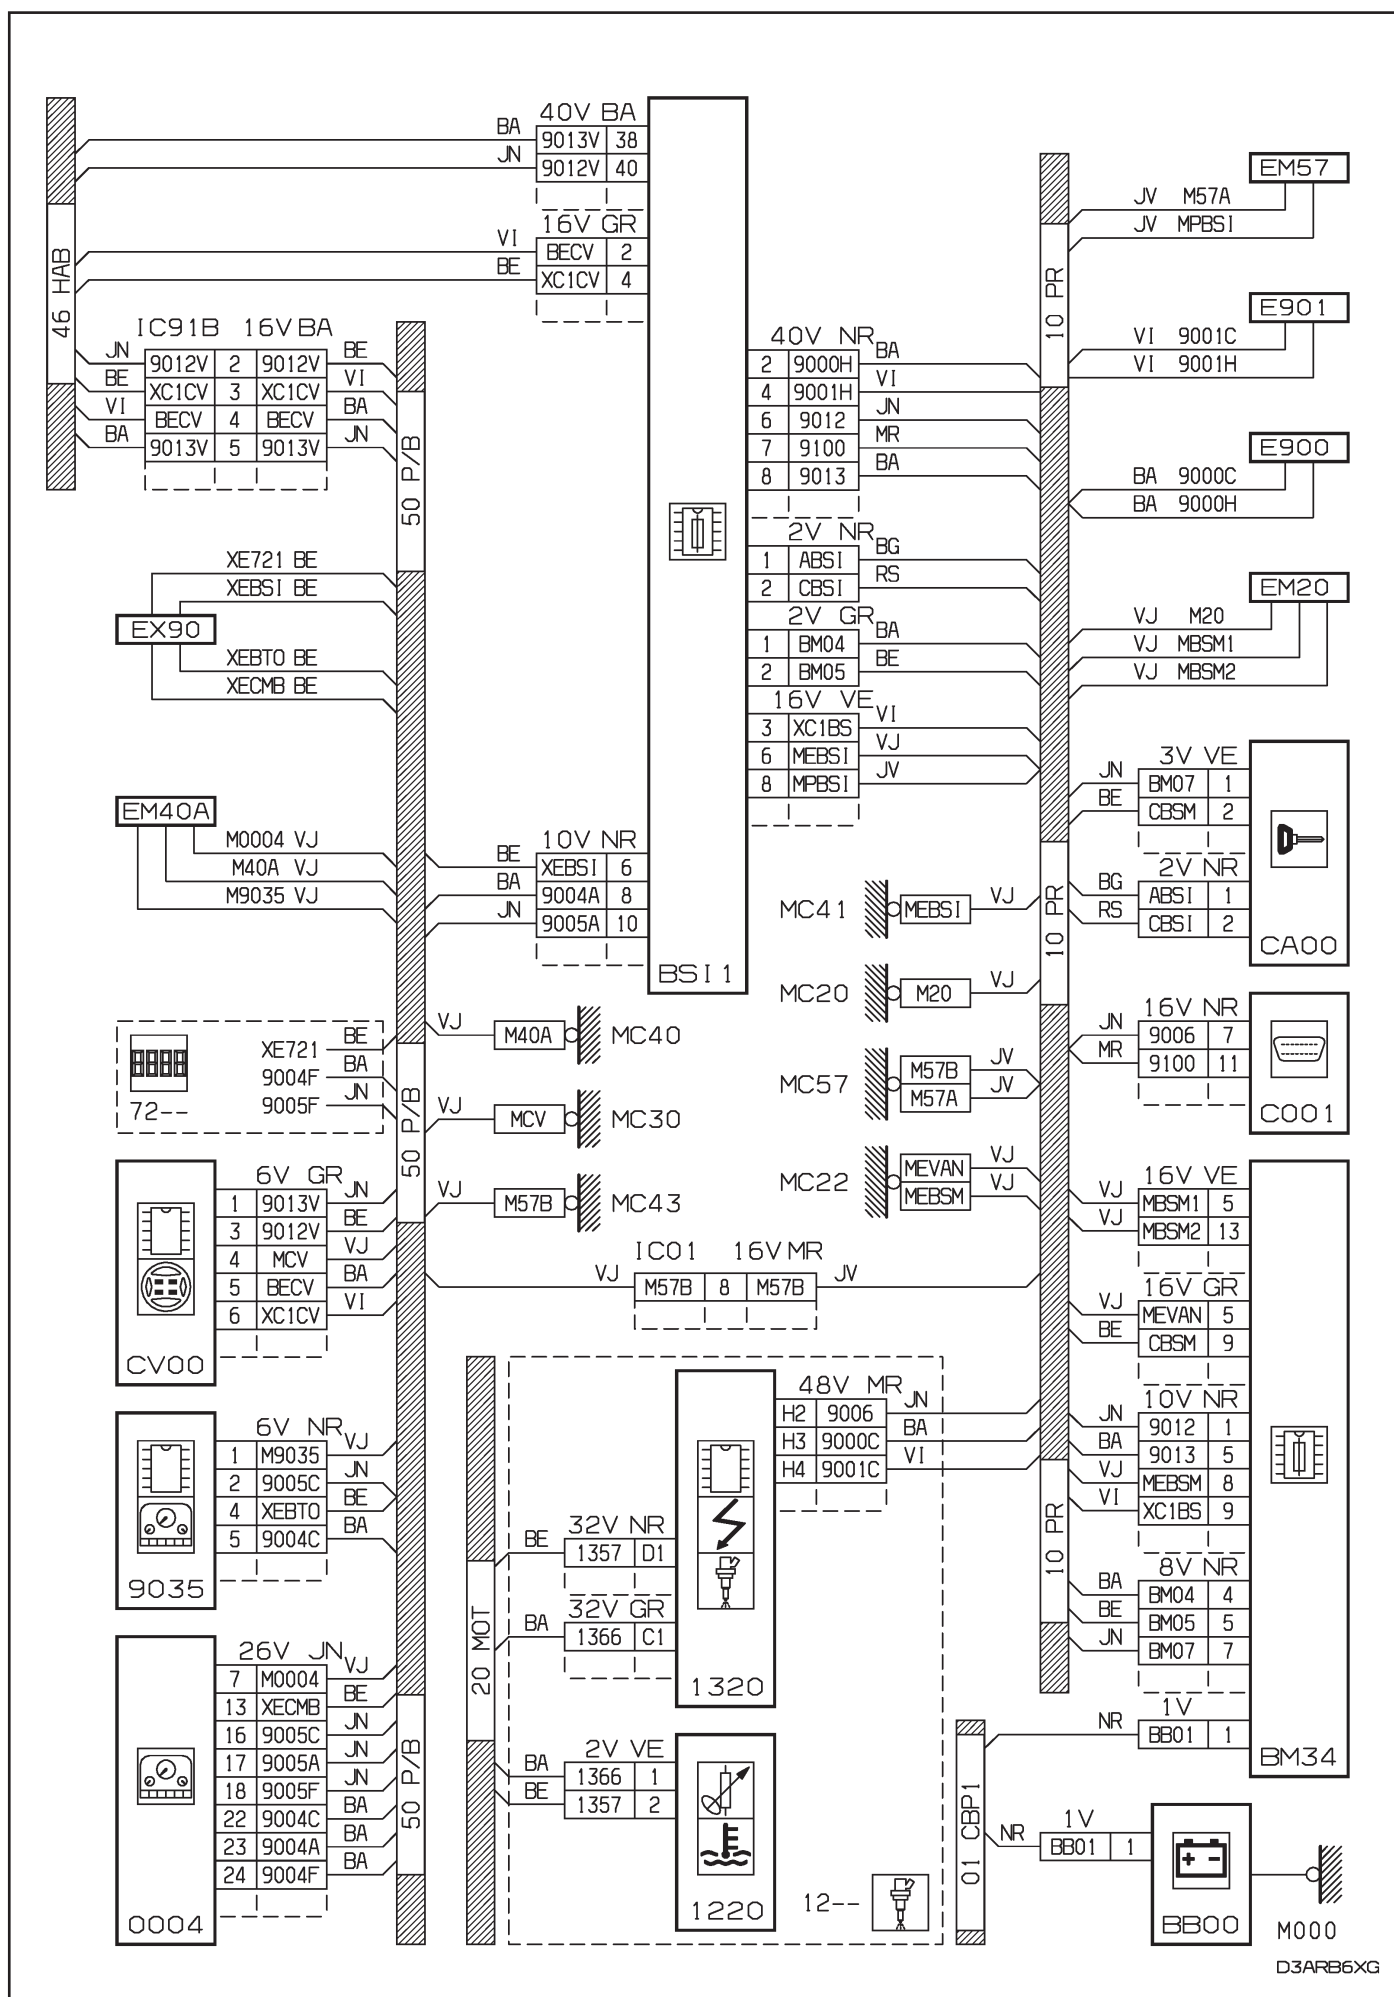 40V BA
BA 9013V 38
JN 9012V 40
16V GR
VI BECV 2
BE XC1CV 4
46 HAB
IC91B 16V BA
JN 9012V 2 9012V BE
BE XC1CV 3 XC1CV VI
VI BECV 4 BECV BA
BA 9013V 5 9013V JN
50 P/B
XE721 BE
XEBSI BE
EX90
XEBTO BE
XECMB BE
EM40A
M0004 VJ
M40A VJ
M9035 VJ
10V NR
BE XEBSI 6
BA 9004A 8
JN 9005A 10
BSI1
40V NR
2 9000H BA
4 9001H VI
6 9012 JN
7 9100 MR
8 9013 BA
2V NR
1 ABSI BG
2 CBSI RS
2V GR
1 BM04 BA
2 BM05 BE
16V VE
3 XC1BS VI
6 MEBSI VJ
8 MPBSI JV
10 PR
EM57
JV M57A
JV MPBSI
E901
VI 9001C
VI 9001H
E900
BA 9000C
BA 9000H
EM20
VJ M20
VJ MBSM1
VJ MBSM2
3V VE
JN BM07 1
BE CBSM 2
2V NR
BG ABSI 1
RS CBSI 2
CA00
10 PR
MC41 MEBSI VJ
MC20 M20 VJ
MC57 M57B JV
M57A JV
MC22 MEVAN VJ
MEBSM VJ
16V NR
JN 9006 7
MR 9100 11
C001
72--
XE721 BE
9004F BA
9005F JN
50 P/B
VJ M40A MC40
VJ MCV MC30
VJ M57B MC43
6V GR
1 9013V JN
3 9012V BE
4 MCV VJ
5 BECV BA
6 XC1CV VI
CV00
IC01 16V MR
VJ M57B 8 M57B JV
16V VE
VJ MBSM1 5
VJ MBSM2 13
16V GR
VJ MEVAN 5
BE CBSM 9
10V NR
JN 9012 1
BA 9013 5
VJ MEBSM 8
VI XC1BS 9
8V NR
BA BM04 4
BE BM05 5
JN BM07 7
1V
NR BB01 1
BM34
10 PR
6V NR
1 M9035 VJ
2 9005C JN
4 XEBTO BE
5 9004C BA
9035
48V MR
H2 9006 JN
H3 9000C BA
H4 9001C VI
32V NR
BE 1357 D1
32V GR
BA 1366 C1
1320
20 MOT
26V JN
7 M0004 VJ
13 XECMB BE
16 9005C JN
17 9005A JN
18 9005F JN
22 9004C BA
23 9004A BA
24 9004F BA
0004
50 P/B
2V VE
BA 1366 1
BE 1357 2
1220
12--
01 CBP1
1V
NR BB01 1
BB00
M000
D3ARB6XG